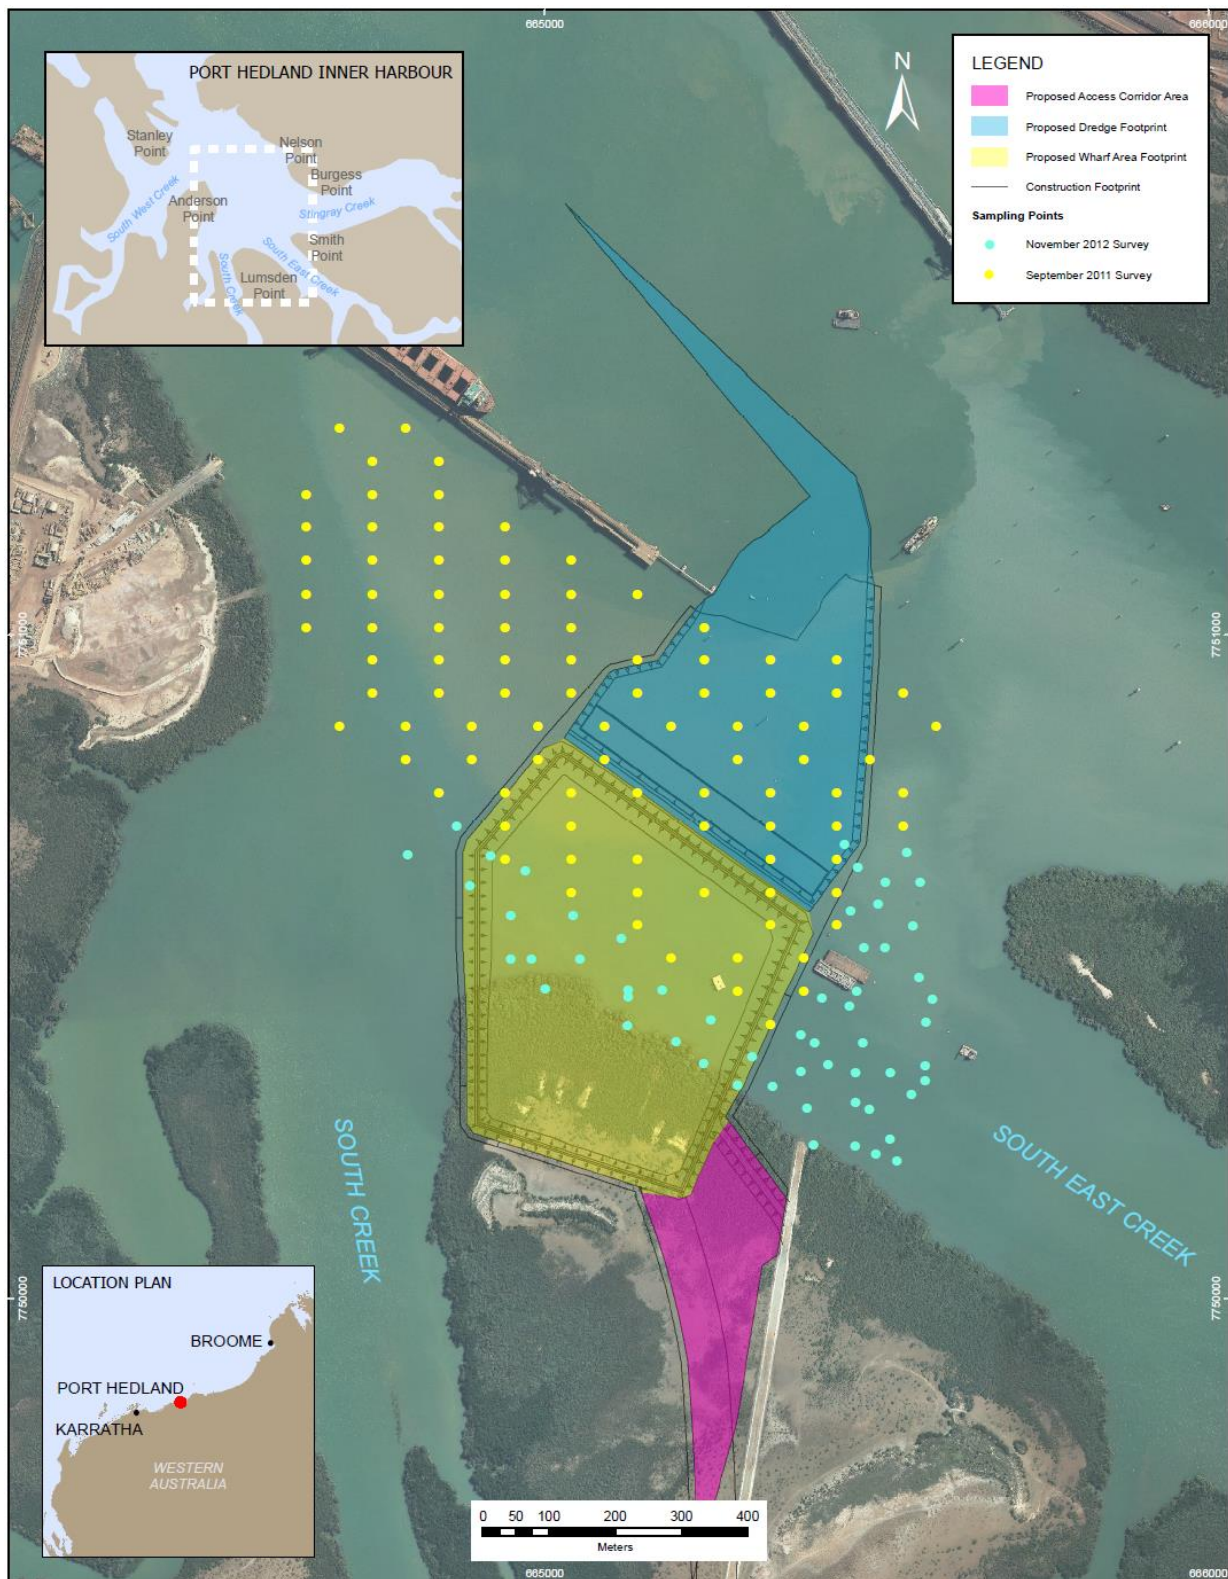 665000
666000
PORT HEDLAND INNER HARBOUR
Stanley
Point
Nelson
Point
Burgess
Point
South West Creek
Anderson
Point
Stingray Creek
Smith
Point
South East Creek
South Creek
Lumsden
Point
N
LEGEND
Proposed Access Corridor Area
Proposed Dredge Footprint
Proposed Wharf Area Footprint
Construction Footprint
Sampling Points
November 2012 Survey
September 2011 Survey
7751000
7751000
SOUTH CREEK
SOUTH EAST CREEK
7750000
7750000
LOCATION PLAN
BROOME
PORT HEDLAND
KARRATHA
WESTERN
AUSTRALIA
0 50 100 200 300 400
Meters
665000
666000